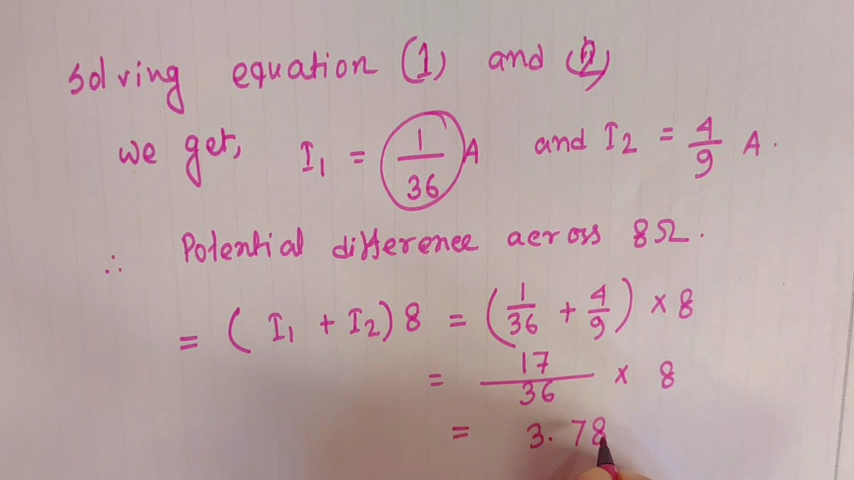 Solving equation (1) and (2)
we get, I₁ = 1/36 A and I₂ = 4/9 A.
∴ Potential difference across 8Ω.
= (I₁ + I₂) 8 = (1/36 + 4/9) × 8
= 17/36 × 8
= 3.78